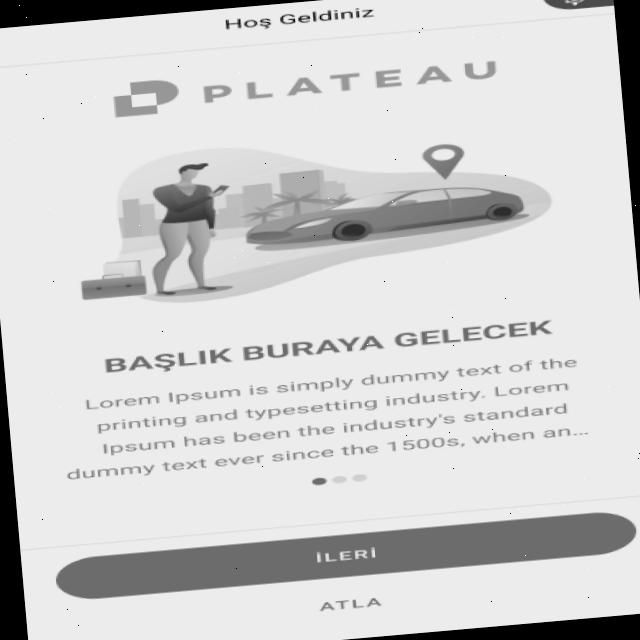 Hoş Geldiniz
PLATEAU
BAŞLIK BURAYA GELECEK
Lorem Ipsum is simply dummy text of the
printing and typesetting industry. Lorem
Ipsum has been the industry's standard
dummy text ever since the 1500s, when an...
İLERİ
ATLA